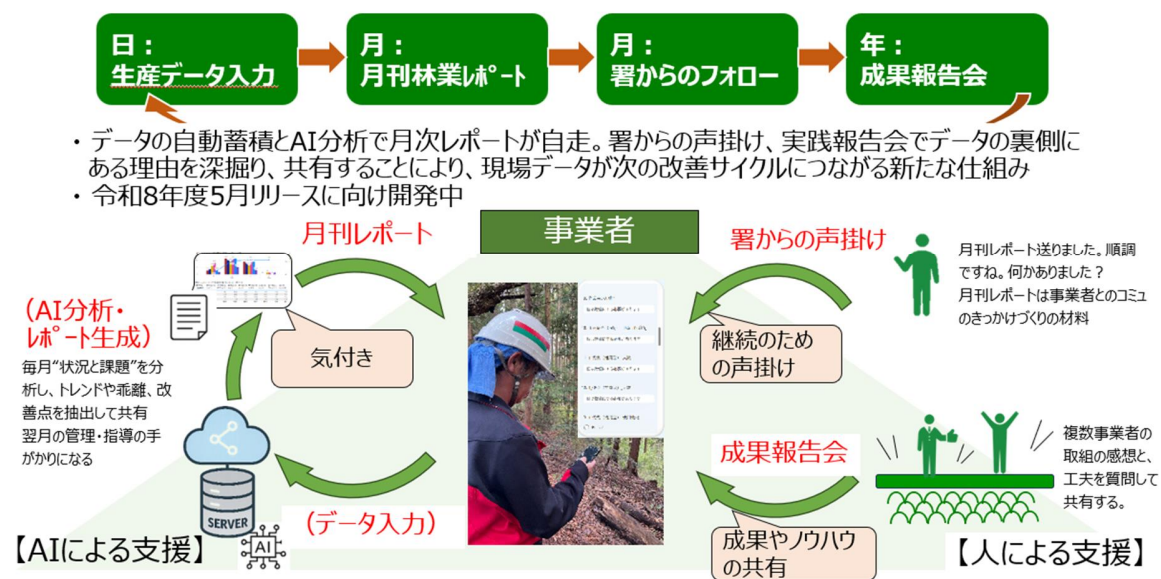 日：
生産データ入力
月：
月刊林業ﾚﾎﾟｰﾄ
月：
署からのフォロー
年：
成果報告会
・データの自動蓄積とAI分析で月次レポートが自走。署からの声掛け、実践報告会でデータの裏側に
ある理由を深掘り、共有することにより、現場データが次の改善サイクルにつながる新たな仕組み
・令和8年度5月リリースに向け開発中
月刊レポート
事業者
署からの声掛け
月刊レポート送りました。順調
ですね。何かありました？
月刊レポートは事業者とのコミュ
のきっかけづくりの材料
（AI分析・
ﾚﾎﾟｰﾄ生成）
気付き
継続のため
の声掛け
毎月“状況と課題”を分
析し、トレンドや乖離、改
善点を抽出して共有
翌月の管理・指導の手
がかりになる
成果報告会
複数事業者の
取組の感想と、
工夫を質問して
共有する。
SERVER
（データ入力）
AI
成果やノウハウ
の共有
【AIによる支援】
【人による支援】